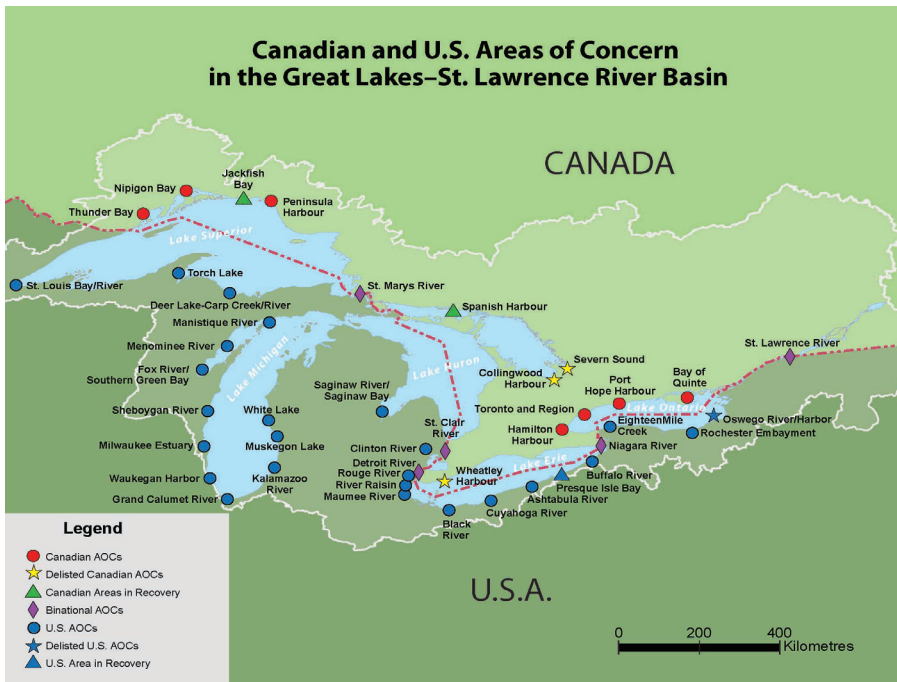 Canadian and U.S. Areas of Concern
in the Great Lakes–St. Lawrence River Basin
CANADA
Jackfish
Bay
Nipigon Bay
Peninsula
Harbour
Thunder Bay
Lake Superior
Torch Lake
St. Louis Bay/River
St. Marys River
Deer Lake-Carp Creek/River
Spanish Harbour
Manistique River
Menominee River
St. Lawrence River
Fox River/
Southern Green Bay
Lake Michigan
Lake Huron
Severn Sound
Collingwood
Harbour
Port
Hope Harbour
Bay of
Quinte
Saginaw River/
Saginaw Bay
Sheboygan River
White Lake
Toronto and Region
Lake Ontario
Oswego River/Harbor
St. Clair
River
Hamilton
Harbour
EighteenMile
Creek
Rochester Embayment
Milwaukee Estuary
Muskegon Lake
Clinton River
Niagara River
Detroit River
Rouge River
River Raisin
Maumee River
Wheatley
Harbour
Lake Erie
Buffalo River
Waukegan Harbor
Kalamazoo
River
Presque Isle Bay
Grand Calumet River
Ashtabula River
Cuyahoga River
Black
River
Legend
Canadian AOCs
Delisted Canadian AOCs
Canadian Areas in Recovery
Binational AOCs
U.S. AOCs
Delisted U.S. AOCs
U.S. Area in Recovery
U.S.A.
0 200 400
Kilometres